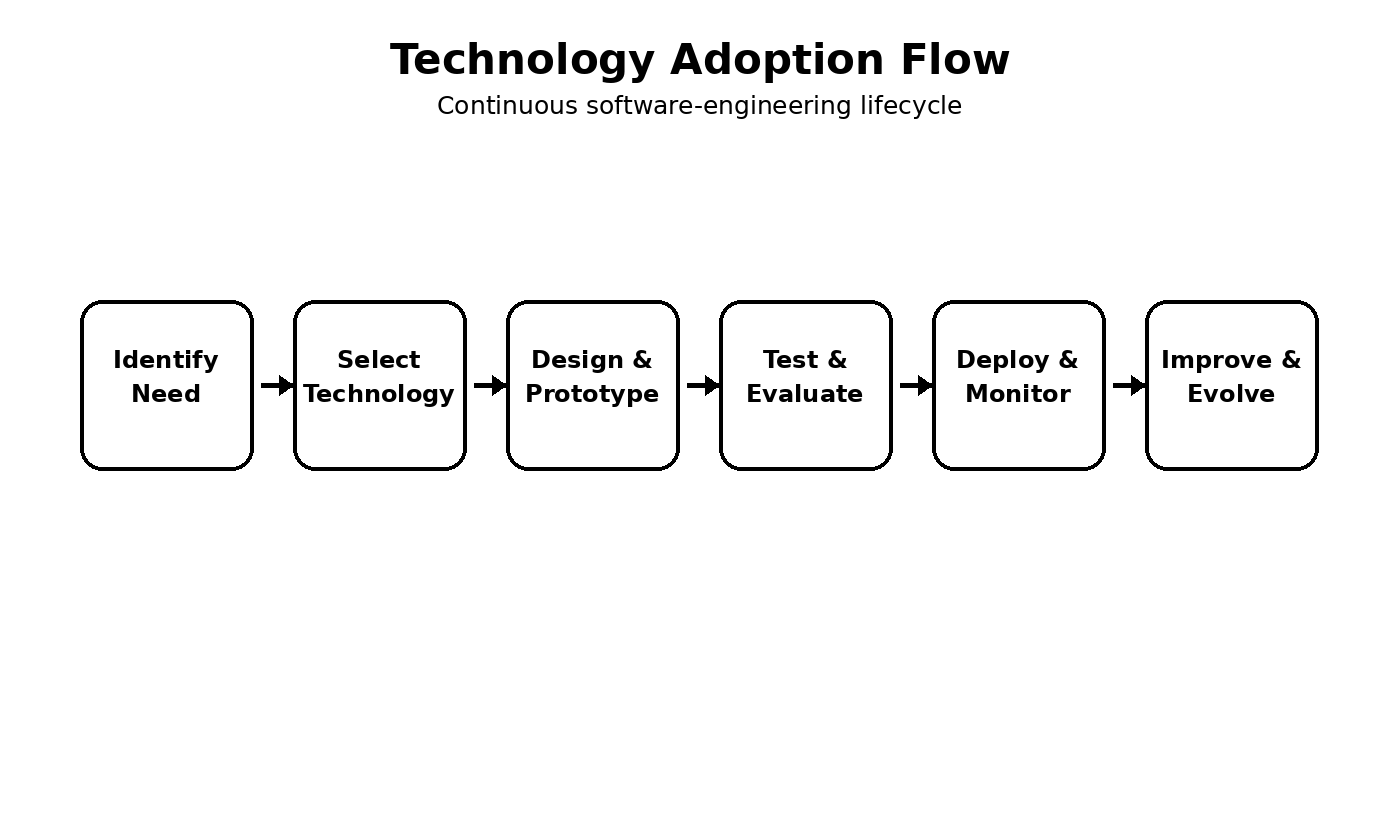 Technology Adoption Flow
Continuous software-engineering lifecycle
Identify
Need
Select
Technology
Design &
Prototype
Test &
Evaluate
Deploy &
Monitor
Improve &
Evolve